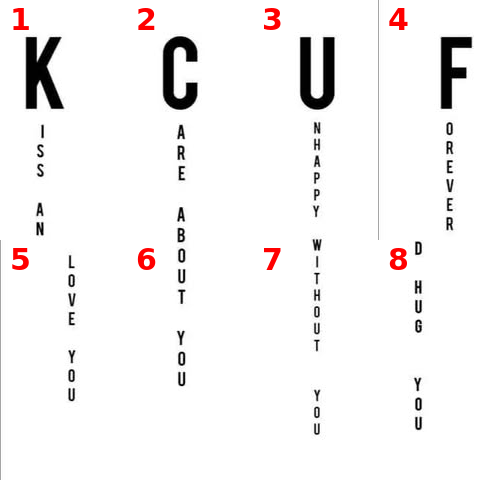 1 2 3 4
K C U F
ISS AN
ARE ABOUT YOU
NHAPPY WITHOUT YOU
OREVER
5 6 7 8
LOVE YOU
D HUG YOU